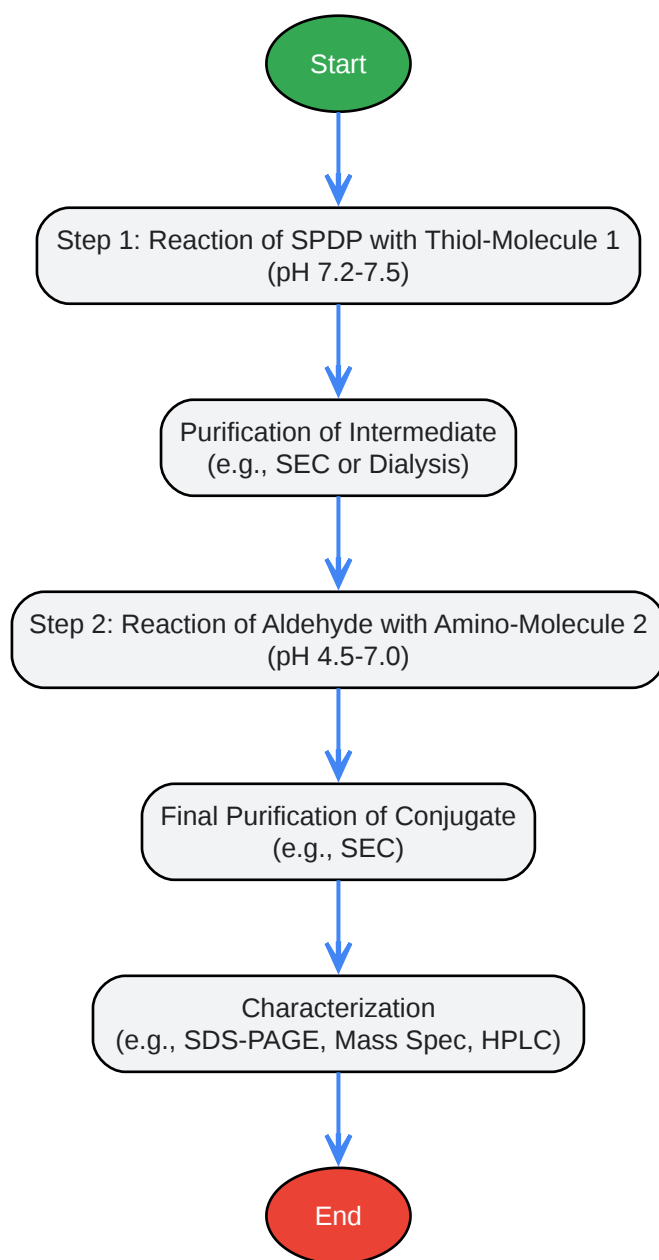 Start
Step 1: Reaction of SPDP with Thiol-Molecule 1
(pH 7.2-7.5)
Purification of Intermediate
(e.g., SEC or Dialysis)
Step 2: Reaction of Aldehyde with Amino-Molecule 2
(pH 4.5-7.0)
Final Purification of Conjugate
(e.g., SEC)
Characterization
(e.g., SDS-PAGE, Mass Spec, HPLC)
End